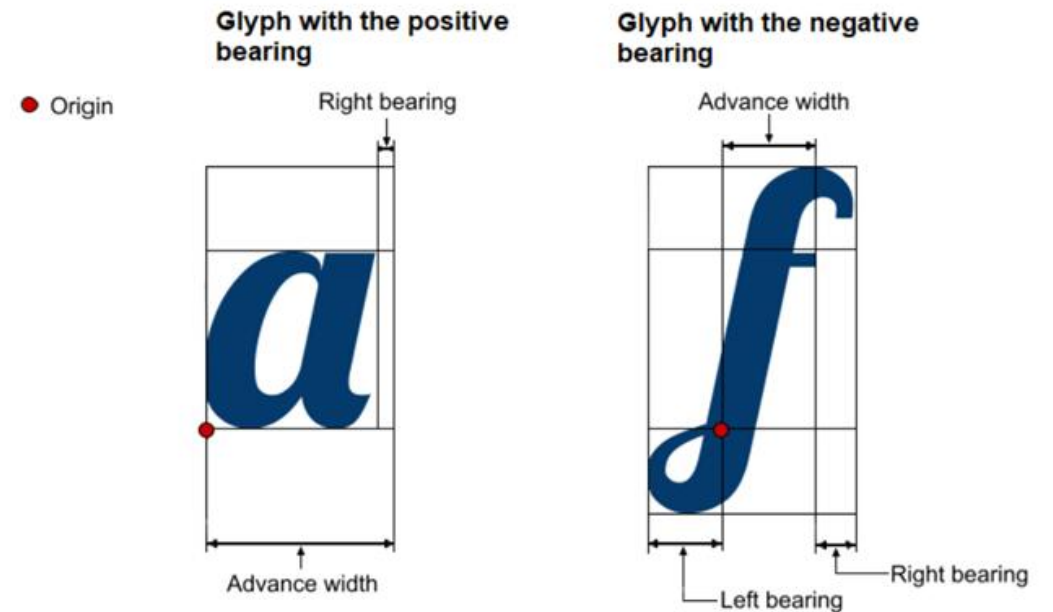 Glyph with the positive
bearing
Glyph with the negative
bearing
Origin
Right bearing
Advance width
a
f
Advance width
Right bearing
Left bearing